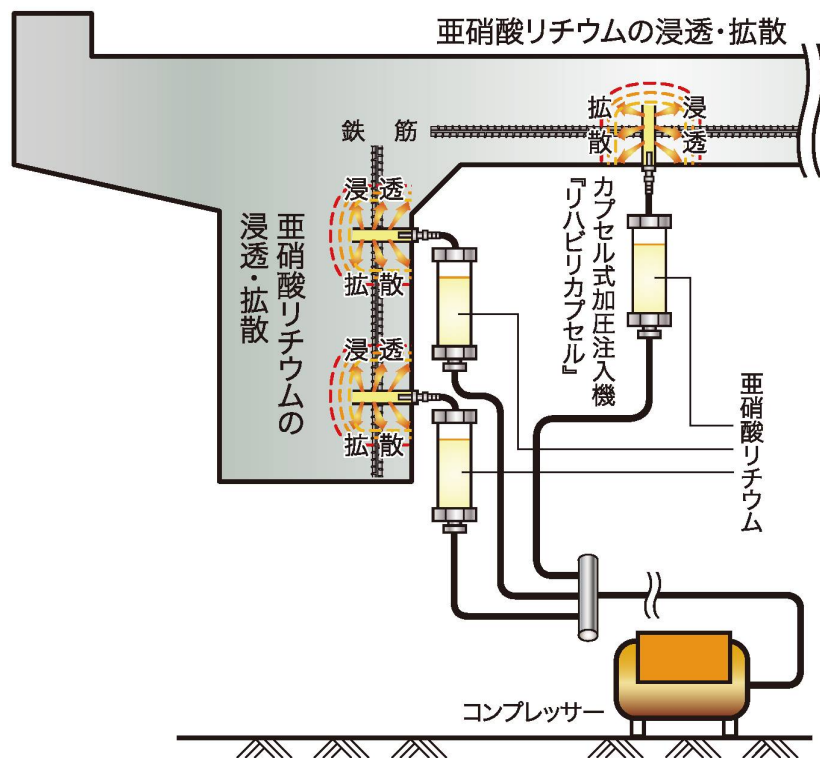 亜硝酸リチウムの浸透・拡散
拡 浸
散 透
鉄筋
浸 透
拡 散
亜硝酸リチウムの
浸透・拡散
浸 透
拡 散
カプセル式加圧注入機
『リハビリカプセル』
亜硝酸リチウム
コンプレッサー